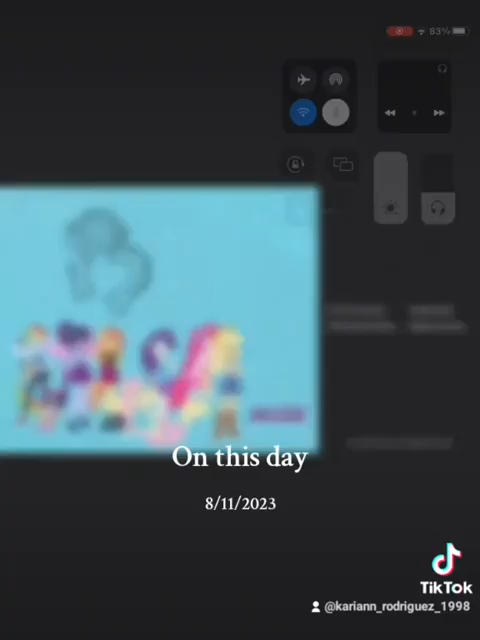 83%
On this day
8/11/2023
TikTok
@kariann_rodriguez_1998